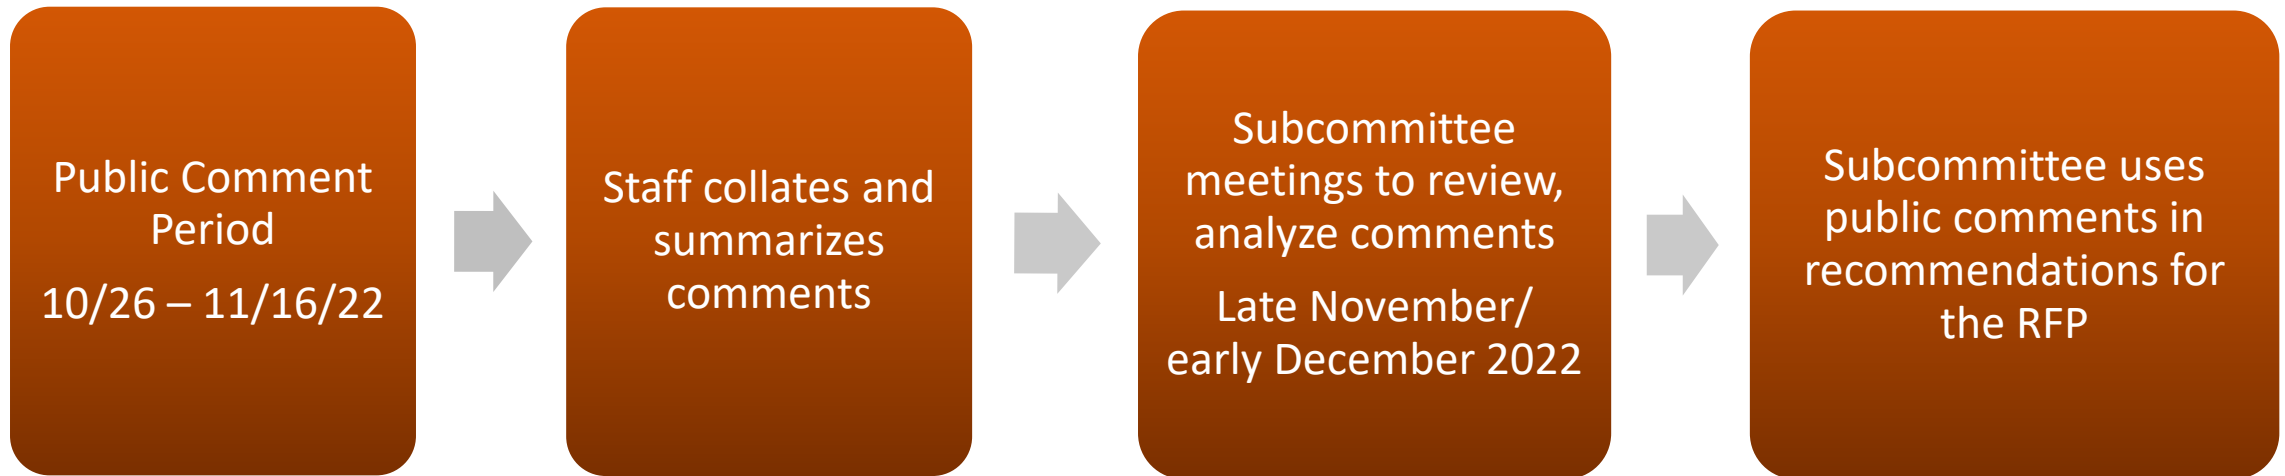 Public Comment
Period
10/26 – 11/16/22
Staff collates and
summarizes
comments
Subcommittee
meetings to review,
analyze comments
Late November/
early December 2022
Subcommittee uses
public comments in
recommendations for
the RFP